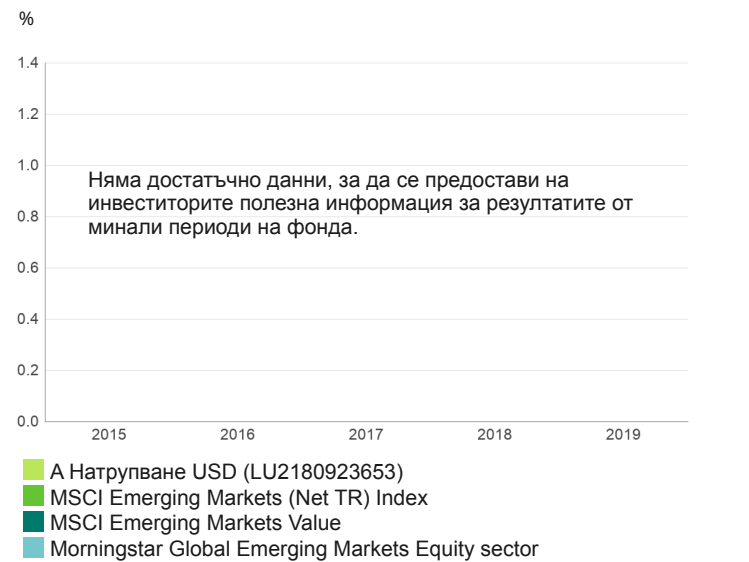 %
1.4
1.2
1.0
Няма достатъчно данни, за да се предостави на
инвеститорите полезна информация за резултатите от
минали периоди на фонда.
0.8
0.6
0.4
0.2
0.0
2015 2016 2017 2018 2019
А Натрупване USD (LU2180923653)
MSCI Emerging Markets (Net TR) Index
MSCI Emerging Markets Value
Morningstar Global Emerging Markets Equity sector